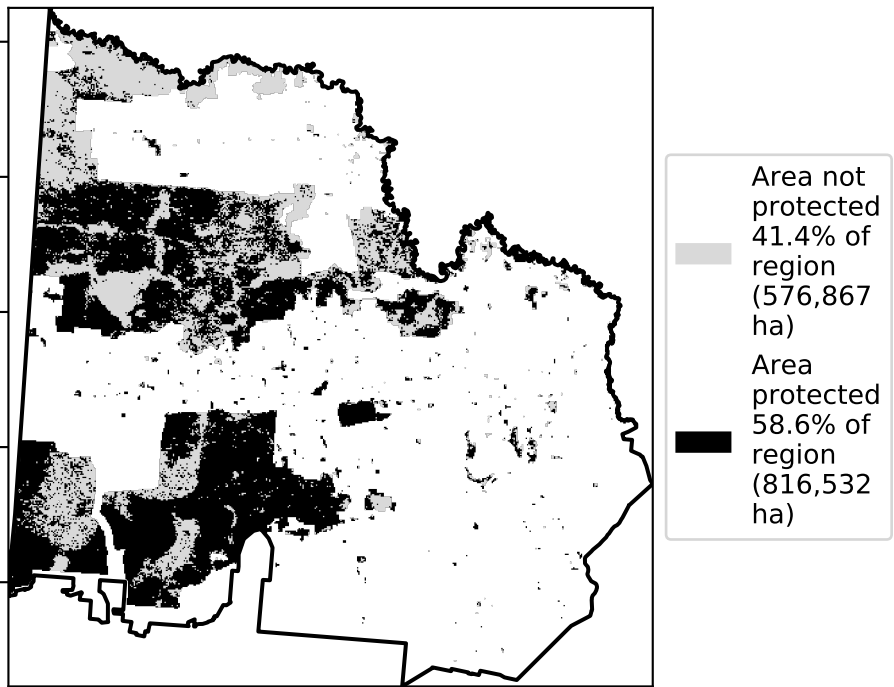 Area not
protected
41.4% of
region
(576,867
ha)
Area
protected
58.6% of
region
(816,532
ha)